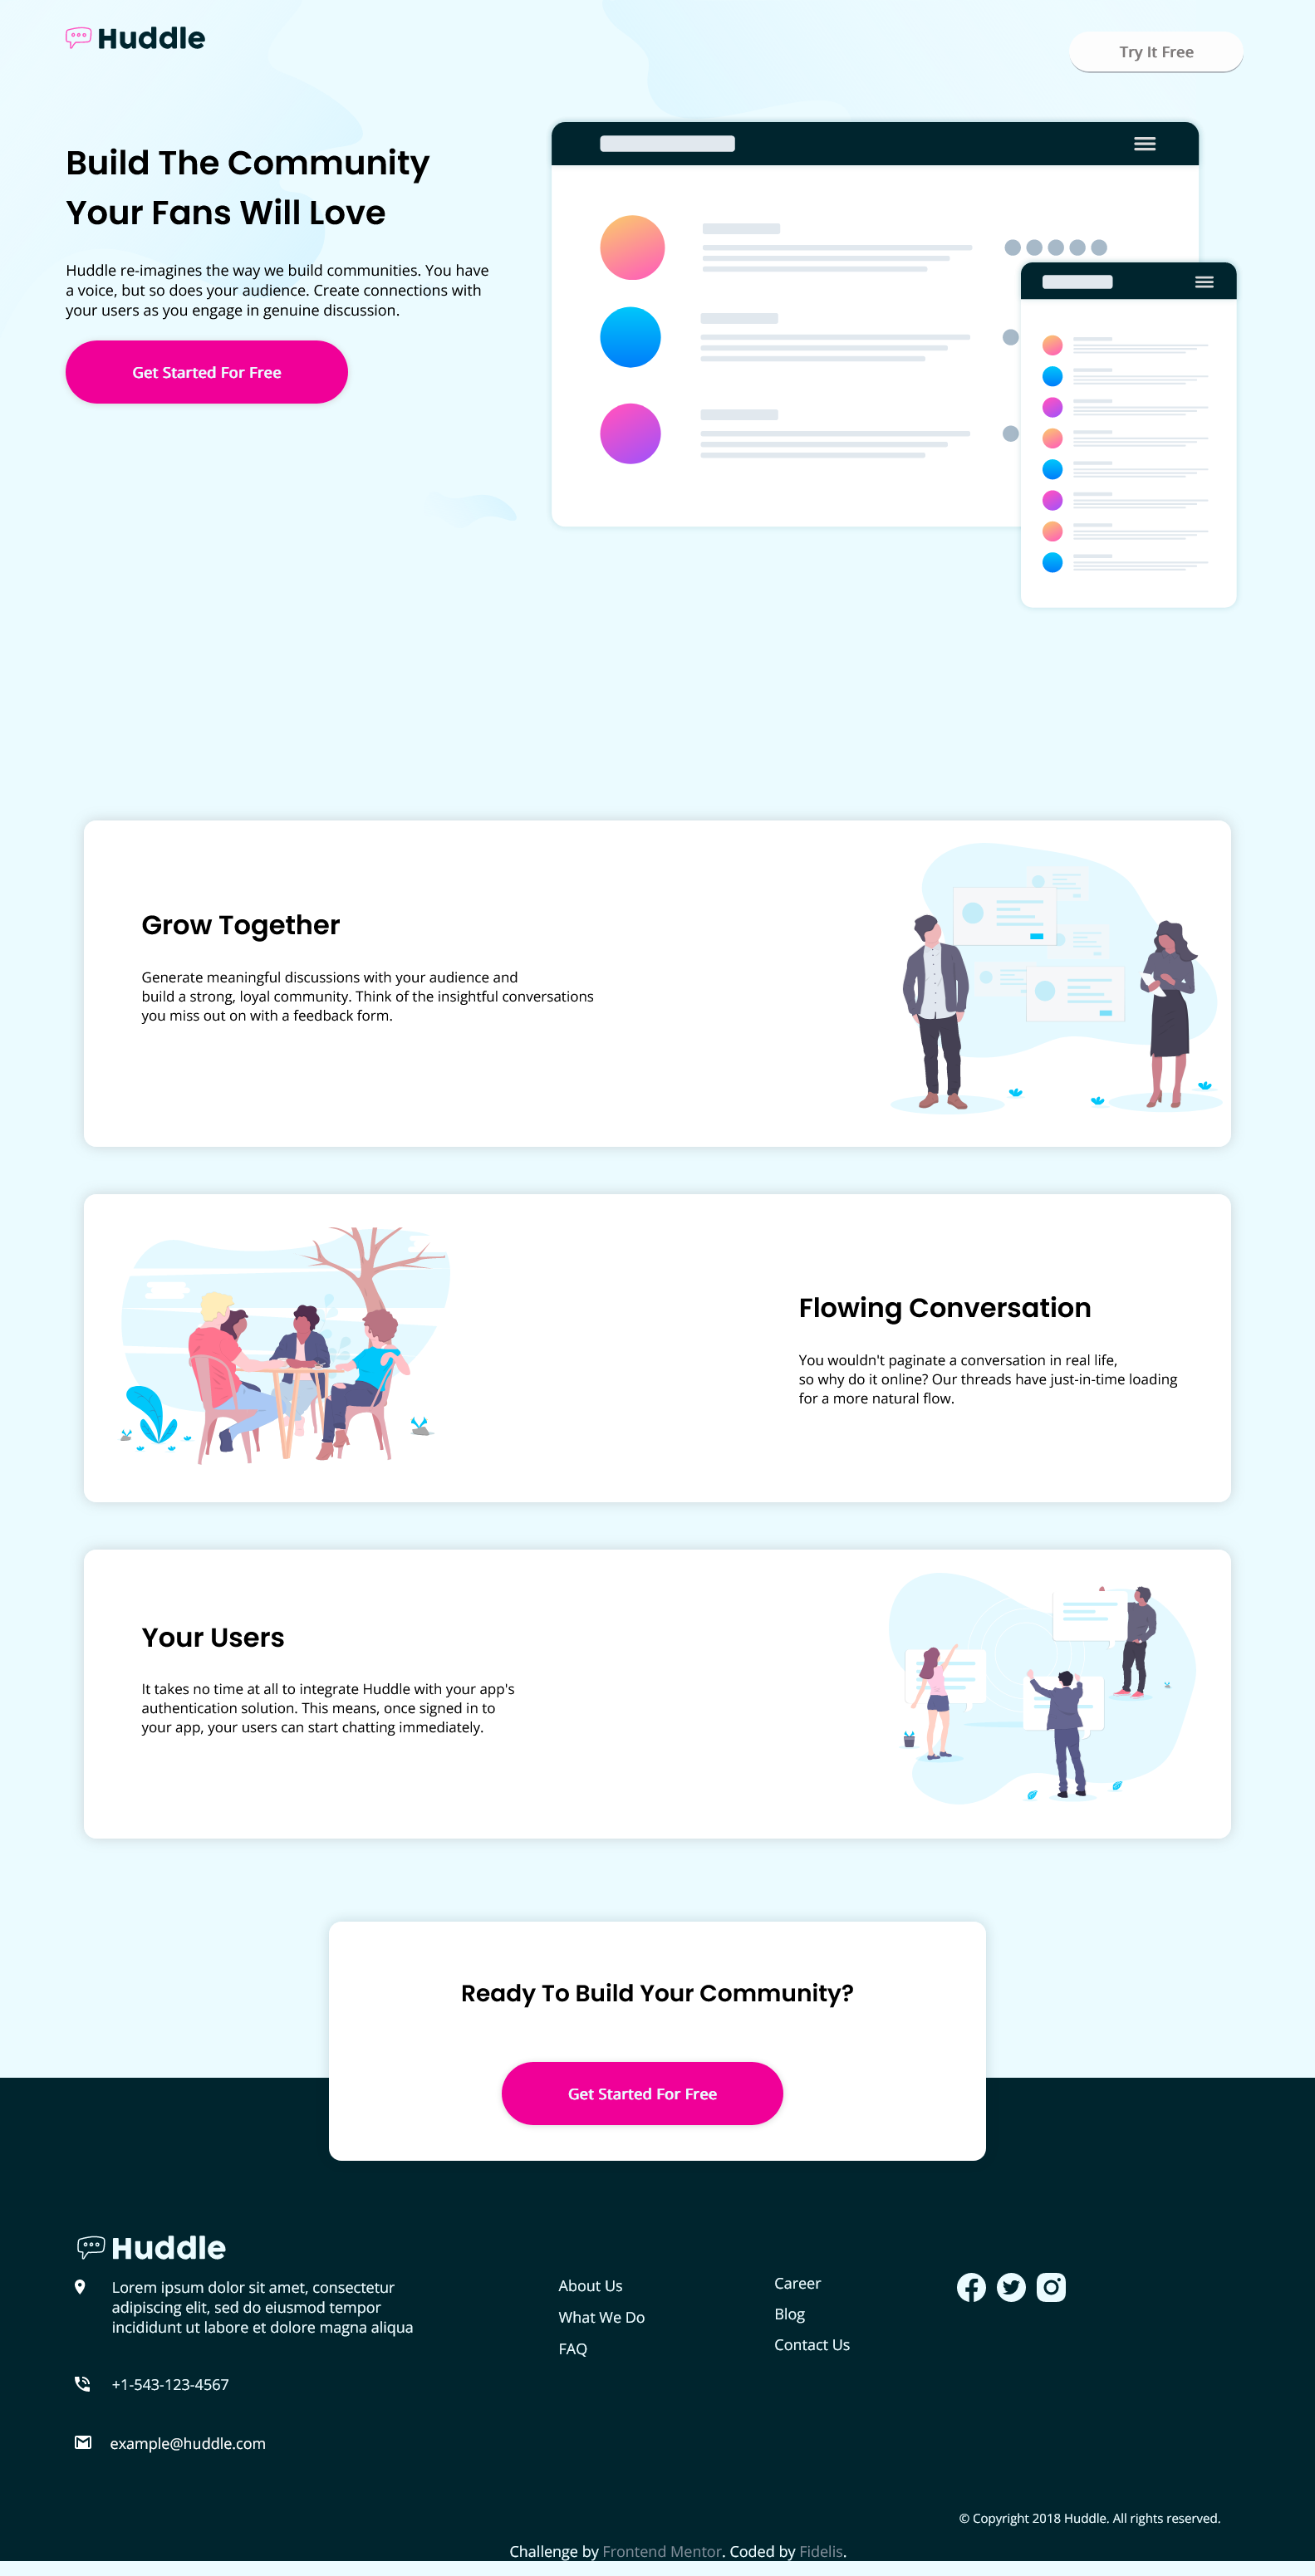 Huddle
Try It Free
Build The Community
Your Fans Will Love
Huddle re-imagines the way we build communities. You have
a voice, but so does your audience. Create connections with
your users as you engage in genuine discussion.
Get Started For Free
Grow Together
Generate meaningful discussions with your audience and
build a strong, loyal community. Think of the insightful conversations
you miss out on with a feedback form.
Flowing Conversation
You wouldn't paginate a conversation in real life,
so why do it online? Our threads have just-in-time loading
for a more natural flow.
Your Users
It takes no time at all to integrate Huddle with your app's
authentication solution. This means, once signed in to
your app, your users can start chatting immediately.
Ready To Build Your Community?
Get Started For Free
Huddle
Lorem ipsum dolor sit amet, consectetur
adipiscing elit, sed do eiusmod tempor
incididunt ut labore et dolore magna aliqua
+1-543-123-4567
example@huddle.com
About Us
What We Do
FAQ
Career
Blog
Contact Us
© Copyright 2018 Huddle. All rights reserved.
Challenge by Frontend Mentor. Coded by Fidelis.